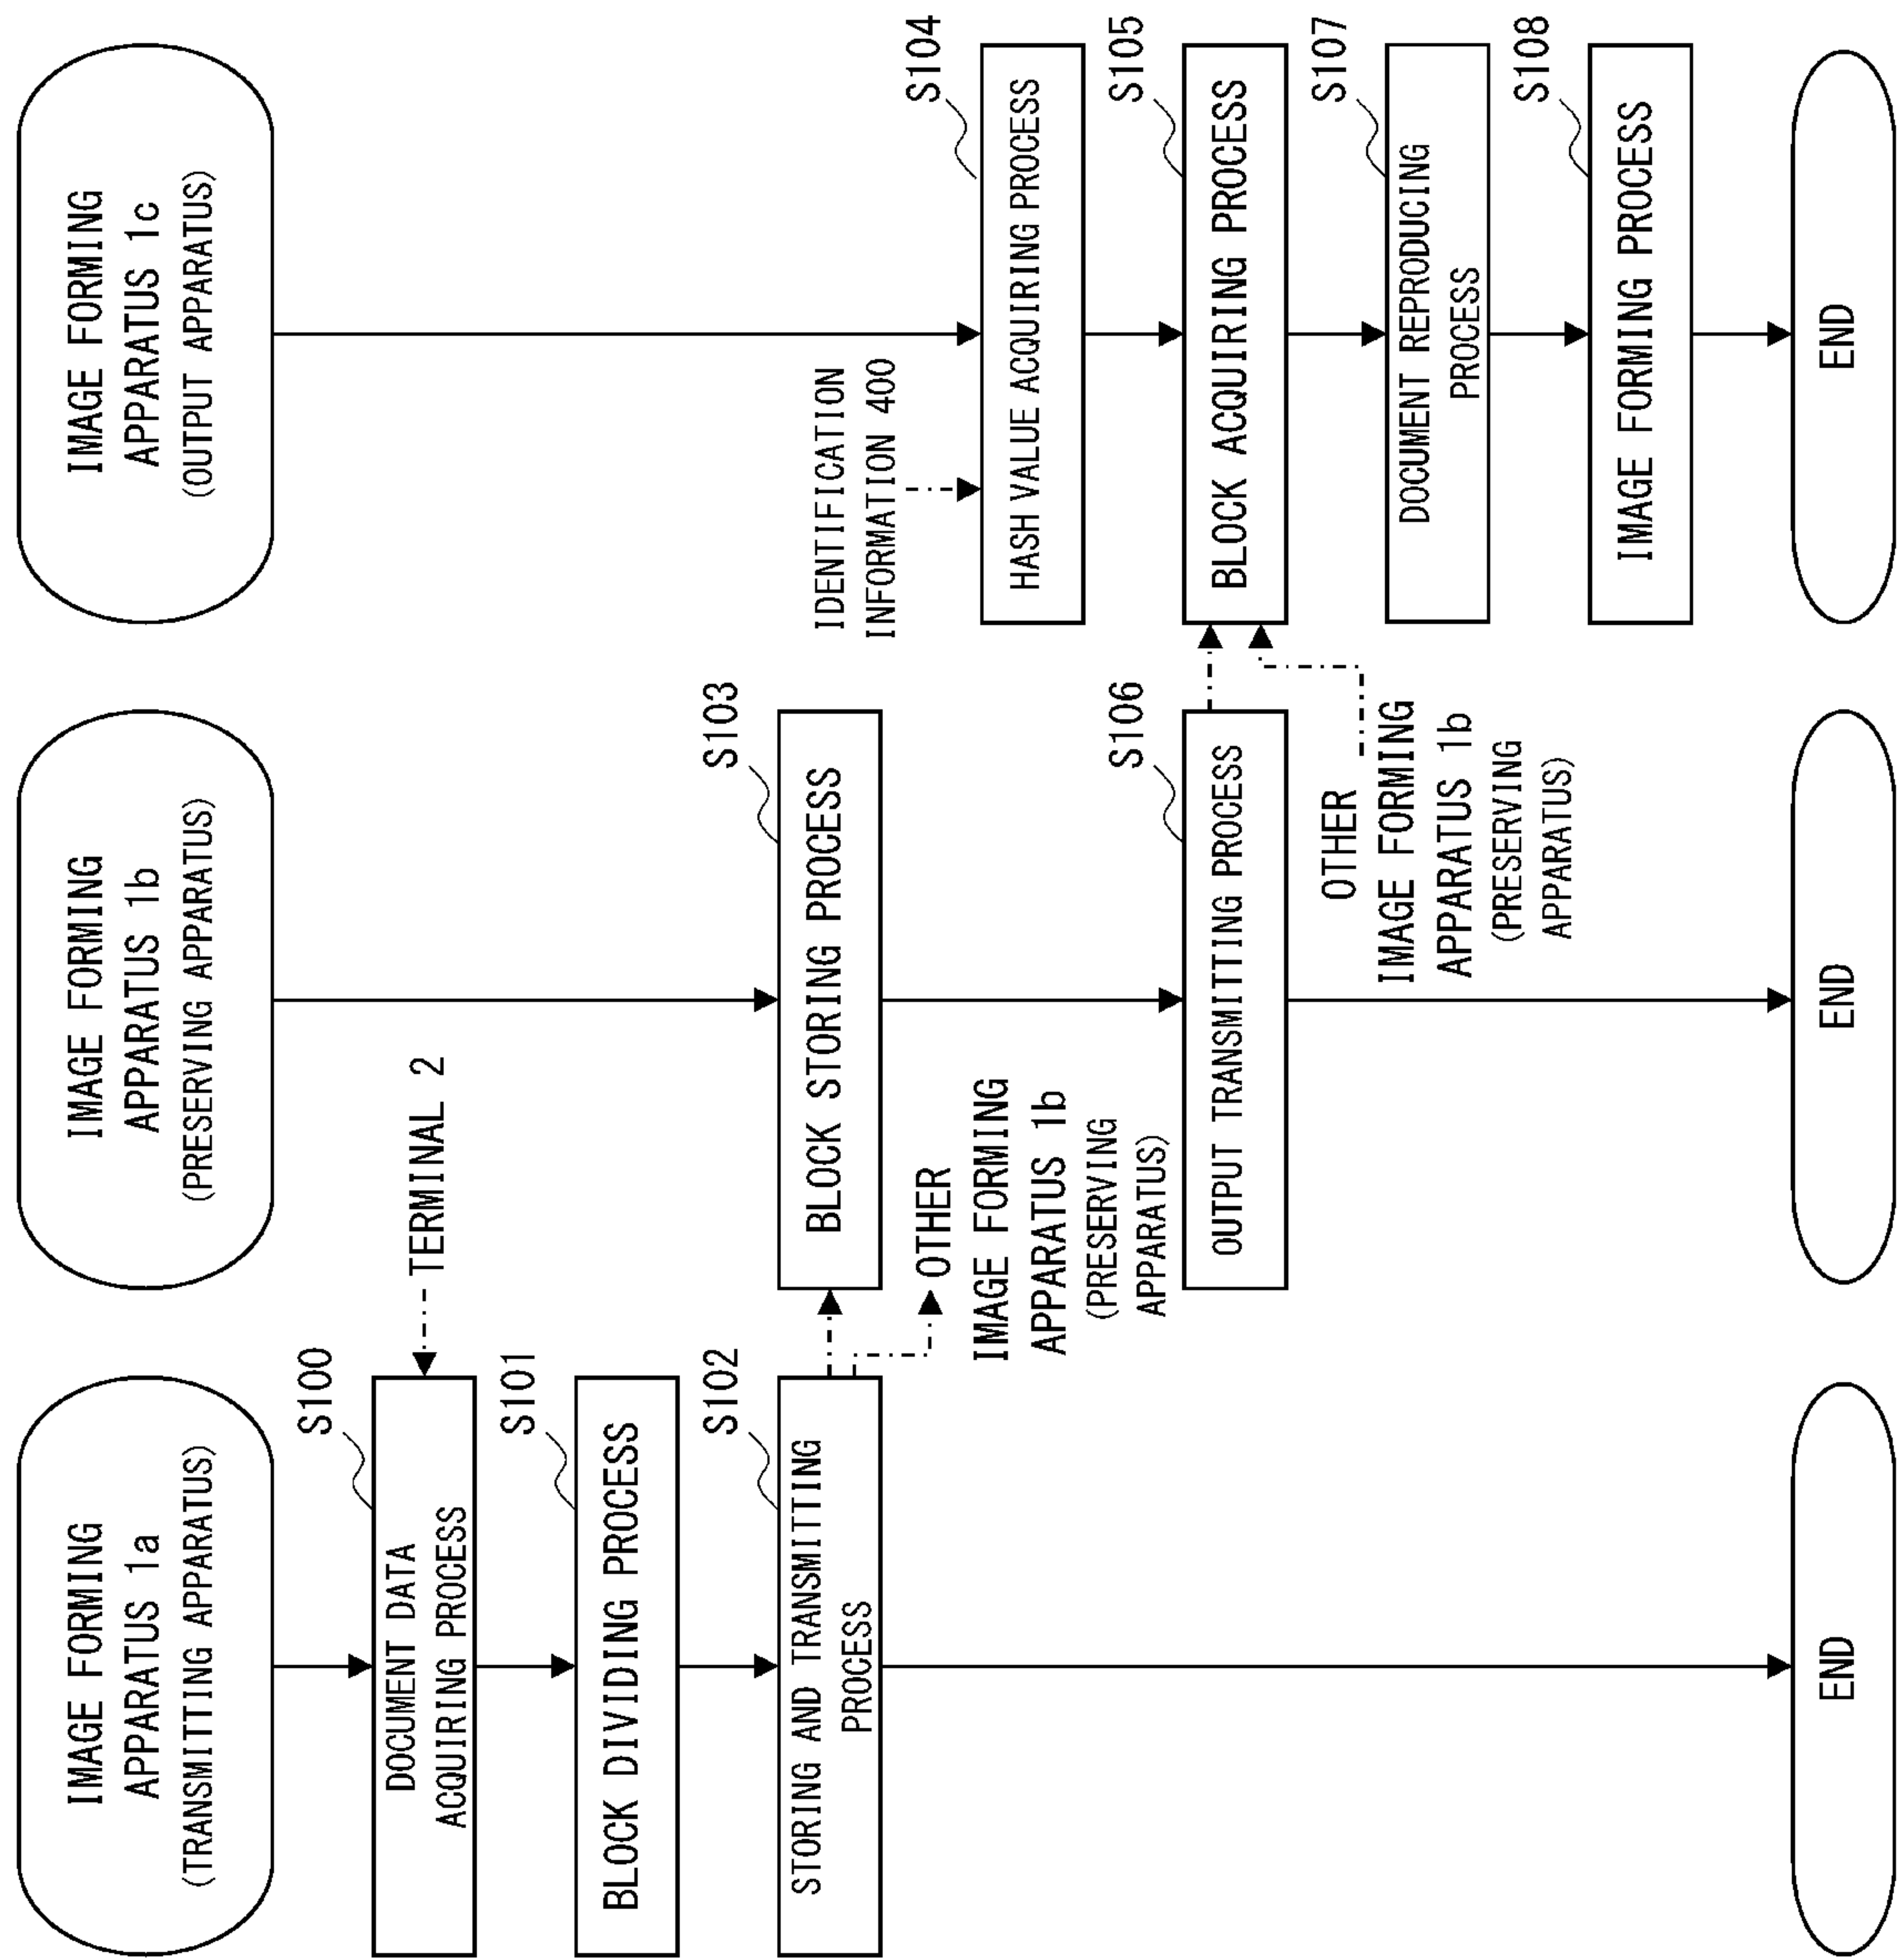 IMAGE FORMING
APPARATUS 1a
(TRANSMITTING APPARATUS)
S100
DOCUMENT DATA
ACQUIRING PROCESS
TERMINAL 2
S101
BLOCK DIVIDING PROCESS
S102
STORING AND TRANSMITTING
PROCESS
OTHER
IMAGE FORMING
APPARATUS 1b
(PRESERVING
APPARATUS)
END
IMAGE FORMING
APPARATUS 1b
(PRESERVING APPARATUS)
S103
BLOCK STORING PROCESS
S106
OUTPUT TRANSMITTING PROCESS
OTHER
IMAGE FORMING
APPARATUS 1b
(PRESERVING
APPARATUS)
END
IMAGE FORMING
APPARATUS 1c
(OUTPUT APPARATUS)
IDENTIFICATION
INFORMATION 400
S104
HASH VALUE ACQUIRING PROCESS
S105
BLOCK ACQUIRING PROCESS
S107
DOCUMENT REPRODUCING
PROCESS
S108
IMAGE FORMING PROCESS
END